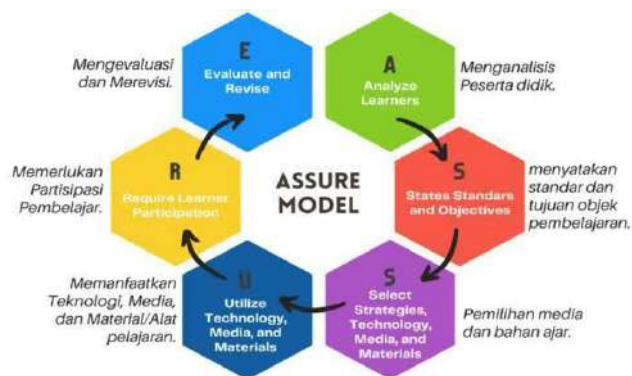 ASSURE
MODEL
A
Analyze
Learners
Menganalisis
Peserta didik.
S
States Standars
and Objectives
menyatakan
standar dan
tujuan objek
pembelajaran.
S
Select
Strategies,
Technology,
Media, and
Materials
Pemilihan media
dan bahan ajar.
U
Utilize
Technology,
Media, and
Materials
Memanfaatkan
Teknologi, Media,
dan Material/Alat
pelajaran.
R
Require Learner
Participation
Memerlukan
Partisipasi
Pembelajar.
E
Evaluate and
Revise
Mengevaluasi
dan Merevisi.